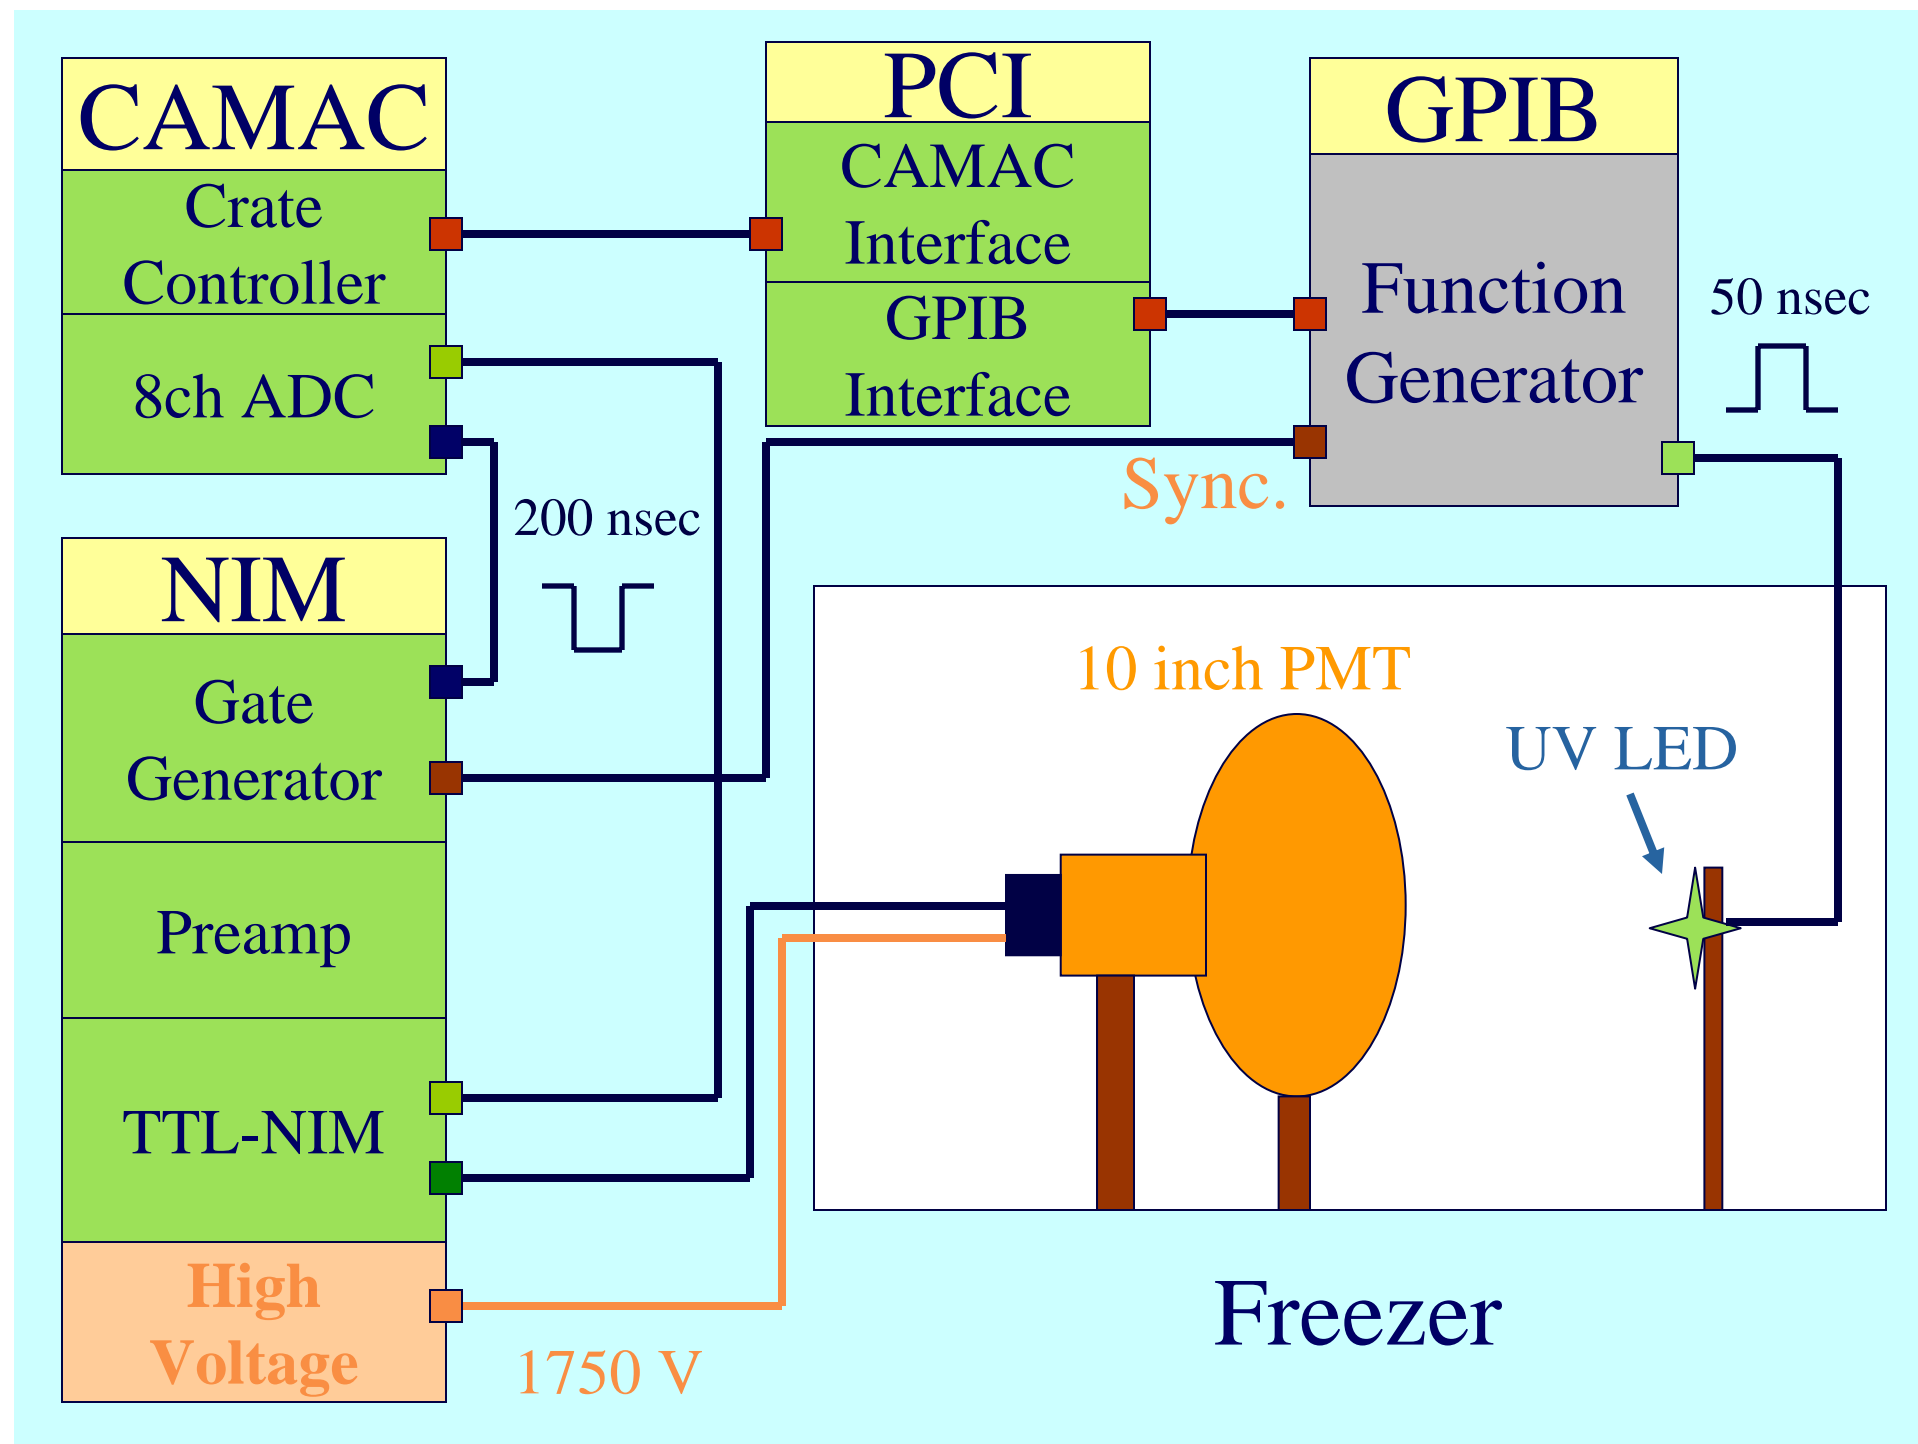 CAMAC
Crate
Controller
8ch ADC
PCI
CAMAC
Interface
GPIB
Interface
GPIB
Function
Generator
50 nsec
Sync.
200 nsec
NIM
Gate
Generator
Preamp
TTL-NIM
High
Voltage
1750 V
10 inch PMT
UV LED
Freezer